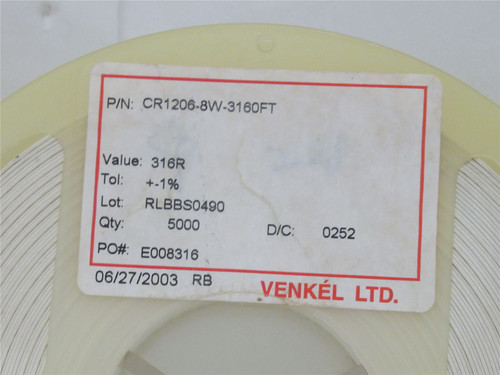 P/N: CR1206-8W-3160FT
Value: 316R
Tol: +-1%
Lot: RLBBS0490
Qty: 5000 D/C: 0252
PO#: E008316
06/27/2003 RB VENKÉL LTD.